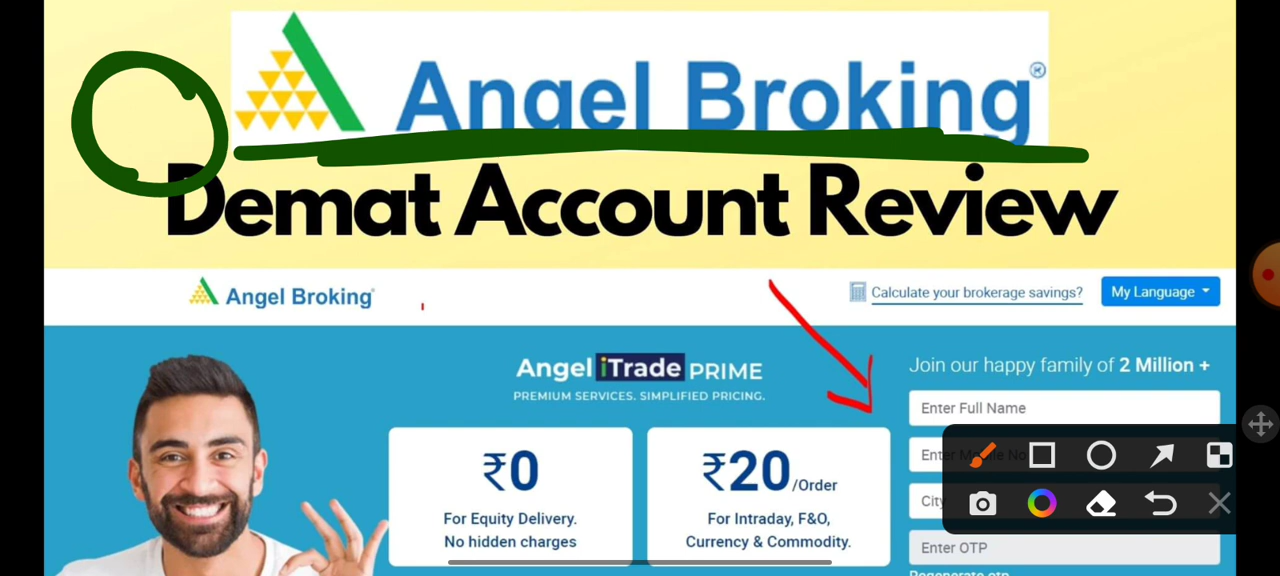 Angel Broking®
Demat Account Review
Angel Broking
Calculate your brokerage savings?
My Language
Angel iTrade PRIME
PREMIUM SERVICES. SIMPLIFIED PRICING.
Join our happy family of 2 Million +
Enter Full Name
₹0
For Equity Delivery.
No hidden charges
₹20/Order
For Intraday, F&O,
Currency & Commodity.
Enter OTP
Regenerate otp